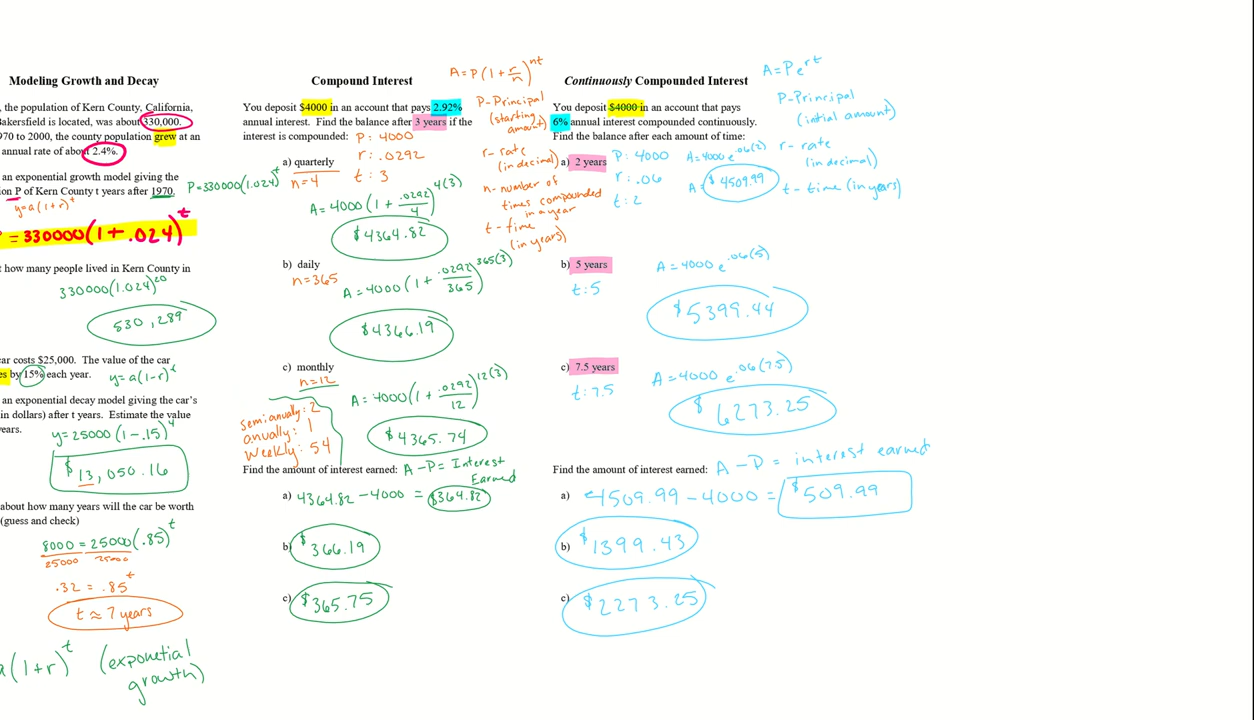 Modeling Growth and Decay
, the population of Kern County, California,
akersfield is located, was about 330,000.
970 to 2000, the county population grew at an
annual rate of about 2.4%.
an exponential growth model giving the
on P of Kern County t years after 1970.
P=330000(1.024)^t
y=a(1+r)^t
= 330000(1+.024)^t
t how many people lived in Kern County in
330000(1.024)^20
530,289
car costs $25,000. The value of the car
es by 15% each year. y=a(1-r)^t
an exponential decay model giving the car's
in dollars) after t years. Estimate the value
years.
y=25000(1-.15)^4
$13,050.16
about how many years will the car be worth
(guess and check)
8000 = 25000(.85)^t
25000 25000
.32 = .85^t
t ≈ 7 years
a(1+r)^t (exponetial
growth)
Compound Interest
A=P(1+r/n)^nt
You deposit $4000 in an account that pays 2.92%
annual interest. Find the balance after 3 years if the
interest is compounded:
P: 4000
r: .0292
t: 3
P-Principal
(starting
amount)
r-rate
(in decimal)
n-number of
times compounded
in a year
t-time
(in years)
a) quarterly
n=4
A=4000(1+.0292/4)^4(3)
$4364.82
b) daily
n=365
A=4000(1+.0292/365)^365(3)
$4366.19
c) monthly
n=12
A=4000(1+.0292/12)^12(3)
$4365.74
semianually: 2
anually: 1
weekly: 54
Find the amount of interest earned: A-P = Interest
Earned
a) 4364.82-4000 = $364.82
b) $366.19
c) $365.75
Continuously Compounded Interest
A=Pe^rt
You deposit $4000 in an account that pays
6% annual interest compounded continuously.
Find the balance after each amount of time:
P-Principal
(initial amount)
r-rate
(in decimal)
t-time (in years)
a) 2 years
P: 4000
r: .06
t: 2
A=4000e^.06(2)
A= $4509.99
b) 5 years
t: 5
A=4000e^.06(5)
$5399.44
c) 7.5 years
t: 7.5
A=4000e^.06(7.5)
$6273.25
Find the amount of interest earned: A-P = interest earned
a) 4509.99-4000= $509.99
b) $1399.43
c) $2273.25